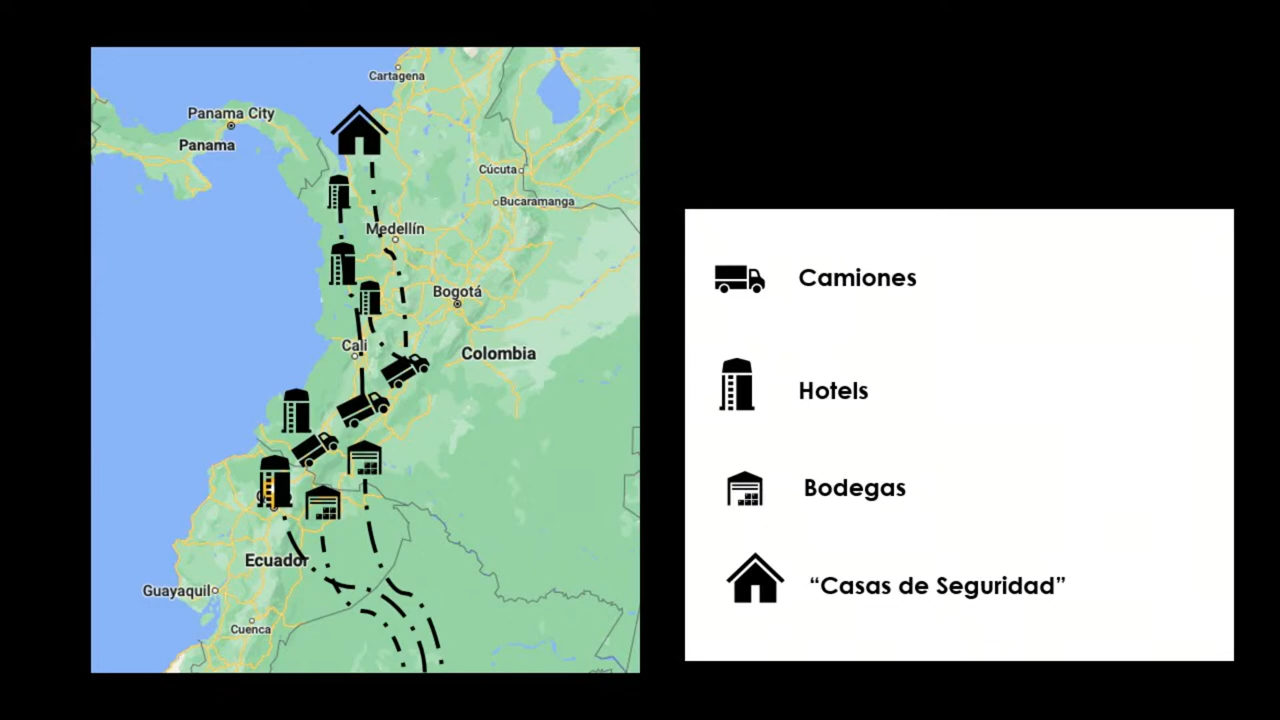 Cartagena
Panama City
Panama
Cúcuta
Bucaramanga
Medellín
Bogotá
Cali
Colombia
Ecuador
Guayaquil
Cuenca
Camiones
Hotels
Bodegas
“Casas de Seguridad”